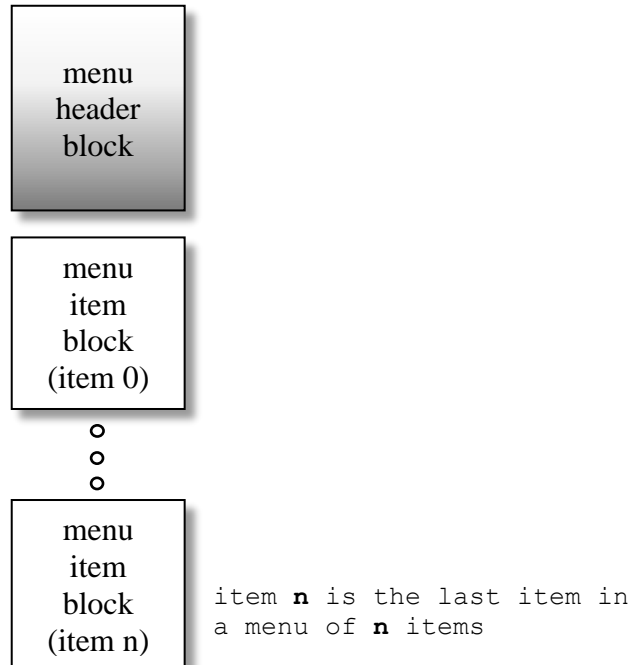 menu
header
block
menu
item
block
(item 0)
menu
item
block
(item n)
item n is the last item in
a menu of n items